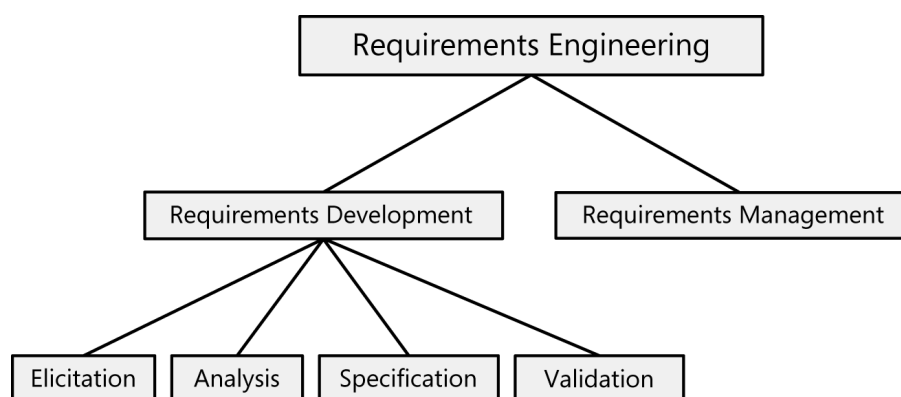 Requirements Engineering
Requirements Development
Requirements Management
Elicitation
Analysis
Specification
Validation